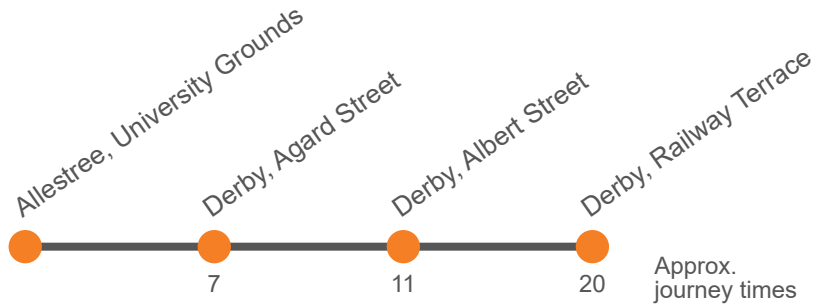 Allestree, University Grounds
Derby, Agard Street
Derby, Albert Street
Derby, Railway Terrace
7
11
20
Approx.
journey times